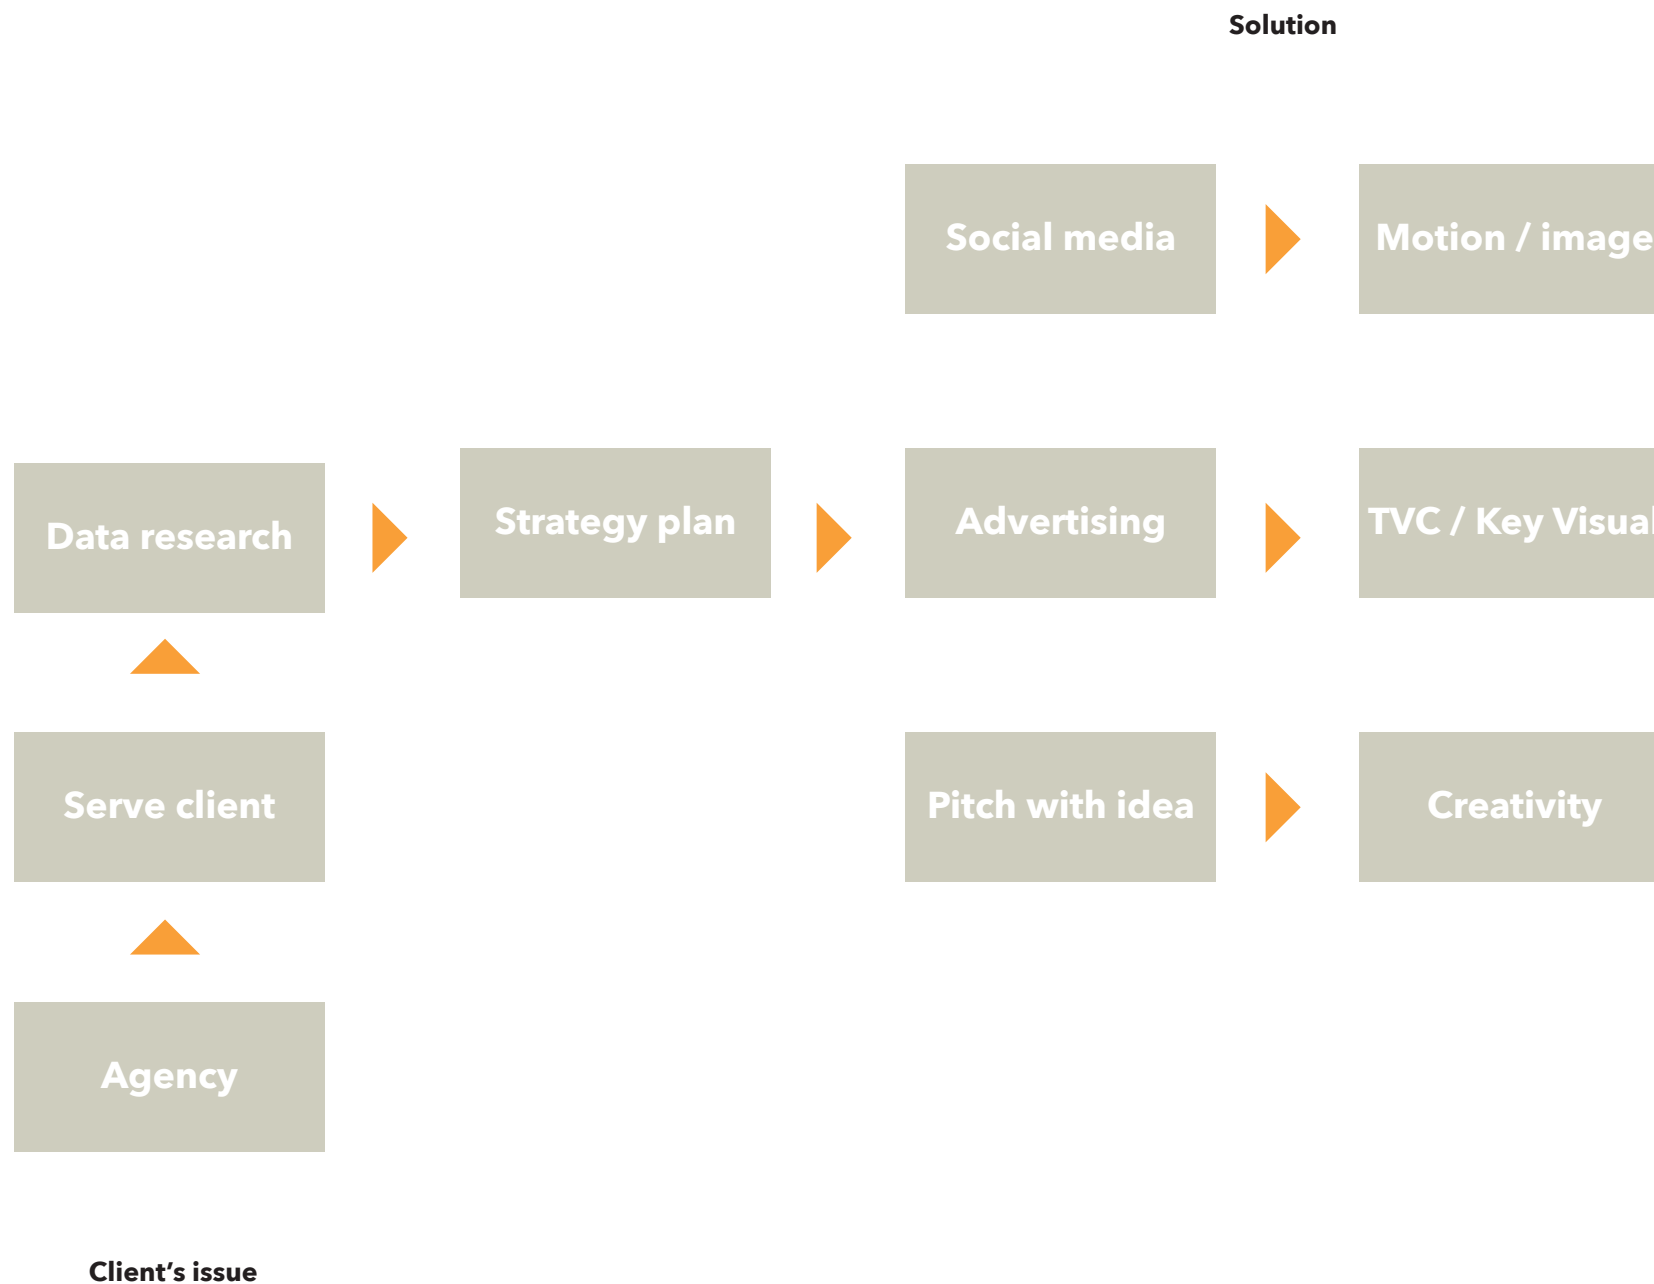 Solution
Social media
Motion / image
Data research
Strategy plan
Advertising
TVC / Key Visual
Serve client
Pitch with idea
Creativity
Agency
Client’s issue